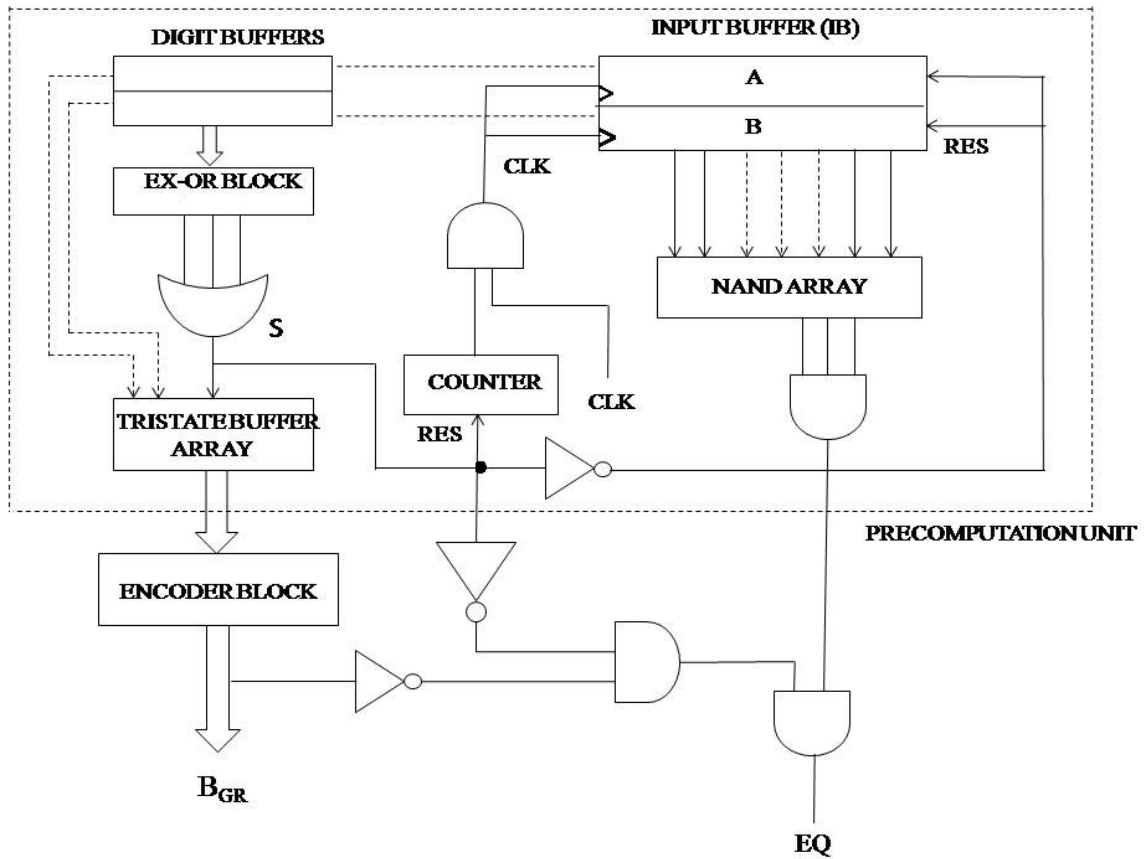 DIGIT BUFFERS
INPUT BUFFER (IB)
A
B
RES
CLK
EX-OR BLOCK
NAND ARRAY
S
COUNTER
CLK
RES
TRISTATE BUFFER
ARRAY
PRECOMPUTATION UNIT
ENCODER BLOCK
BGR
EQ